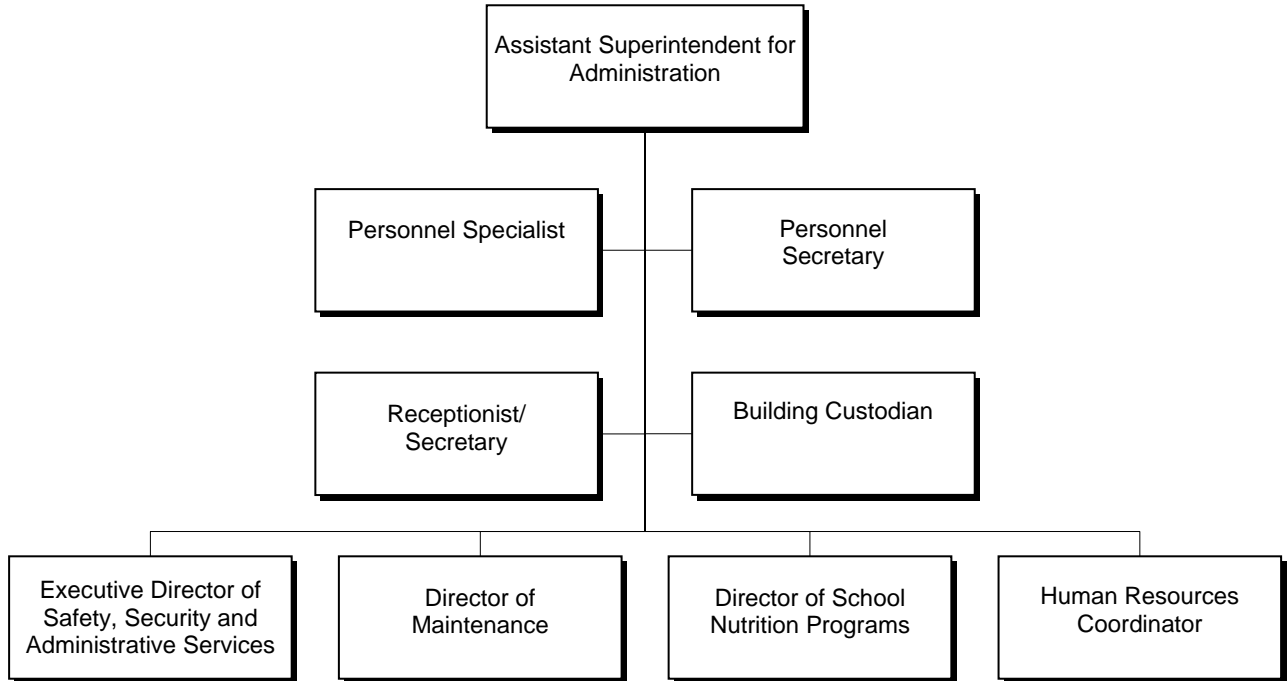 Assistant Superintendent for
Administration
Personnel Specialist
Personnel
Secretary
Receptionist/
Secretary
Building Custodian
Executive Director of
Safety, Security and
Administrative Services
Director of
Maintenance
Director of School
Nutrition Programs
Human Resources
Coordinator